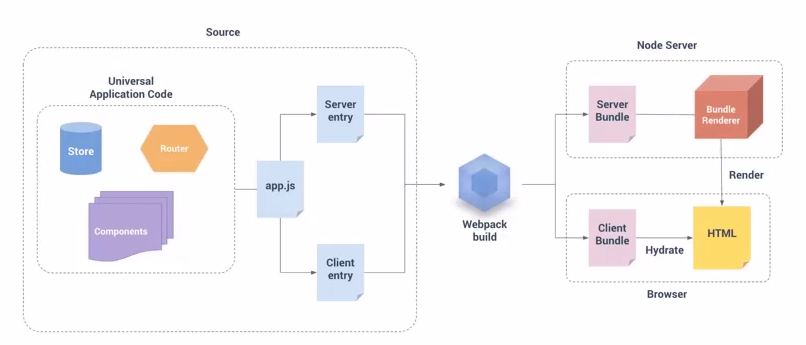 Source
Universal
Application Code
Store
Router
Components
app.js
Server
entry
Client
entry
Webpack
build
Node Server
Server
Bundle
Bundle
Renderer
Render
Client
Bundle
Hydrate
HTML
Browser